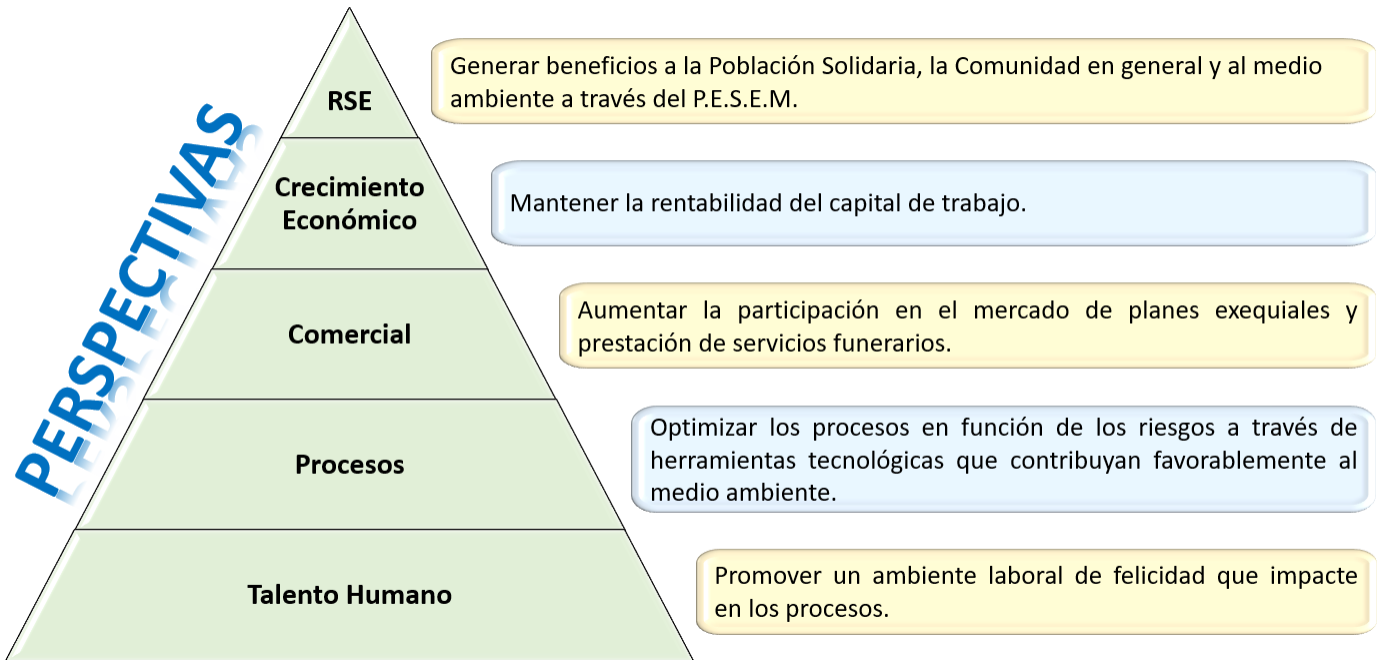 PERSPECTIVAS
RSE
Generar beneficios a la Población Solidaria, la Comunidad en general y al medio
ambiente a través del P.E.S.E.M.
Crecimiento
Económico
Mantener la rentabilidad del capital de trabajo.
Comercial
Aumentar la participación en el mercado de planes exequiales y
prestación de servicios funerarios.
Procesos
Optimizar los procesos en función de los riesgos a través de
herramientas tecnológicas que contribuyan favorablemente al
medio ambiente.
Talento Humano
Promover un ambiente laboral de felicidad que impacte
en los procesos.